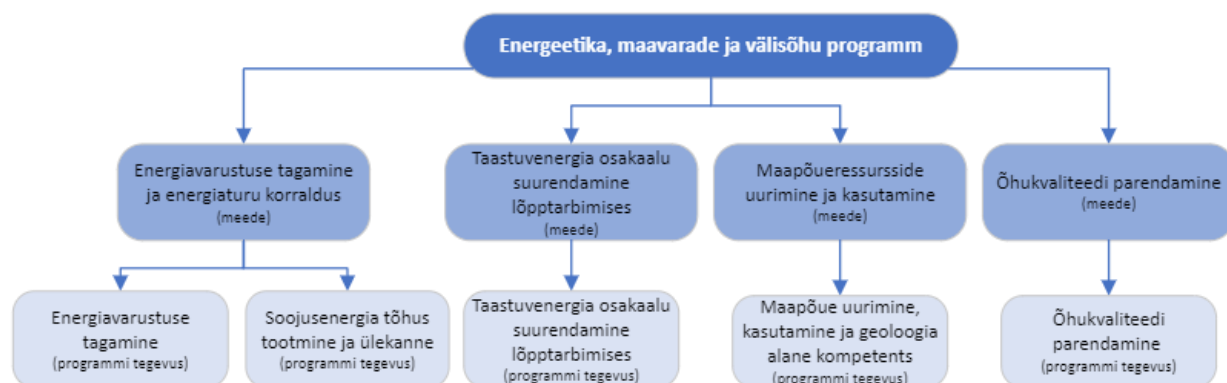 Energeetika, maavarade ja välisõhu programm
Energiavarustuse tagamine
ja energiaturu korraldus
(meede)
Taastuvenergia osakaalu
suurendamine
lõpptarbimises
(meede)
Maapõueressursside
uurimine ja kasutamine
(meede)
Õhukvaliteedi parendamine
(meede)
Energiavarustuse
tagamine
(programmi tegevus)
Soojusenergia tõhus
tootmine ja ülekanne
(programmi tegevus)
Taastuvenergia osakaalu
suurendamine
lõpptarbimises
(programmi tegevus)
Maapõue uurimine,
kasutamine ja geoloogia
alane kompetents
(programmi tegevus)
Õhukvaliteedi
parendamine
(programmi tegevus)